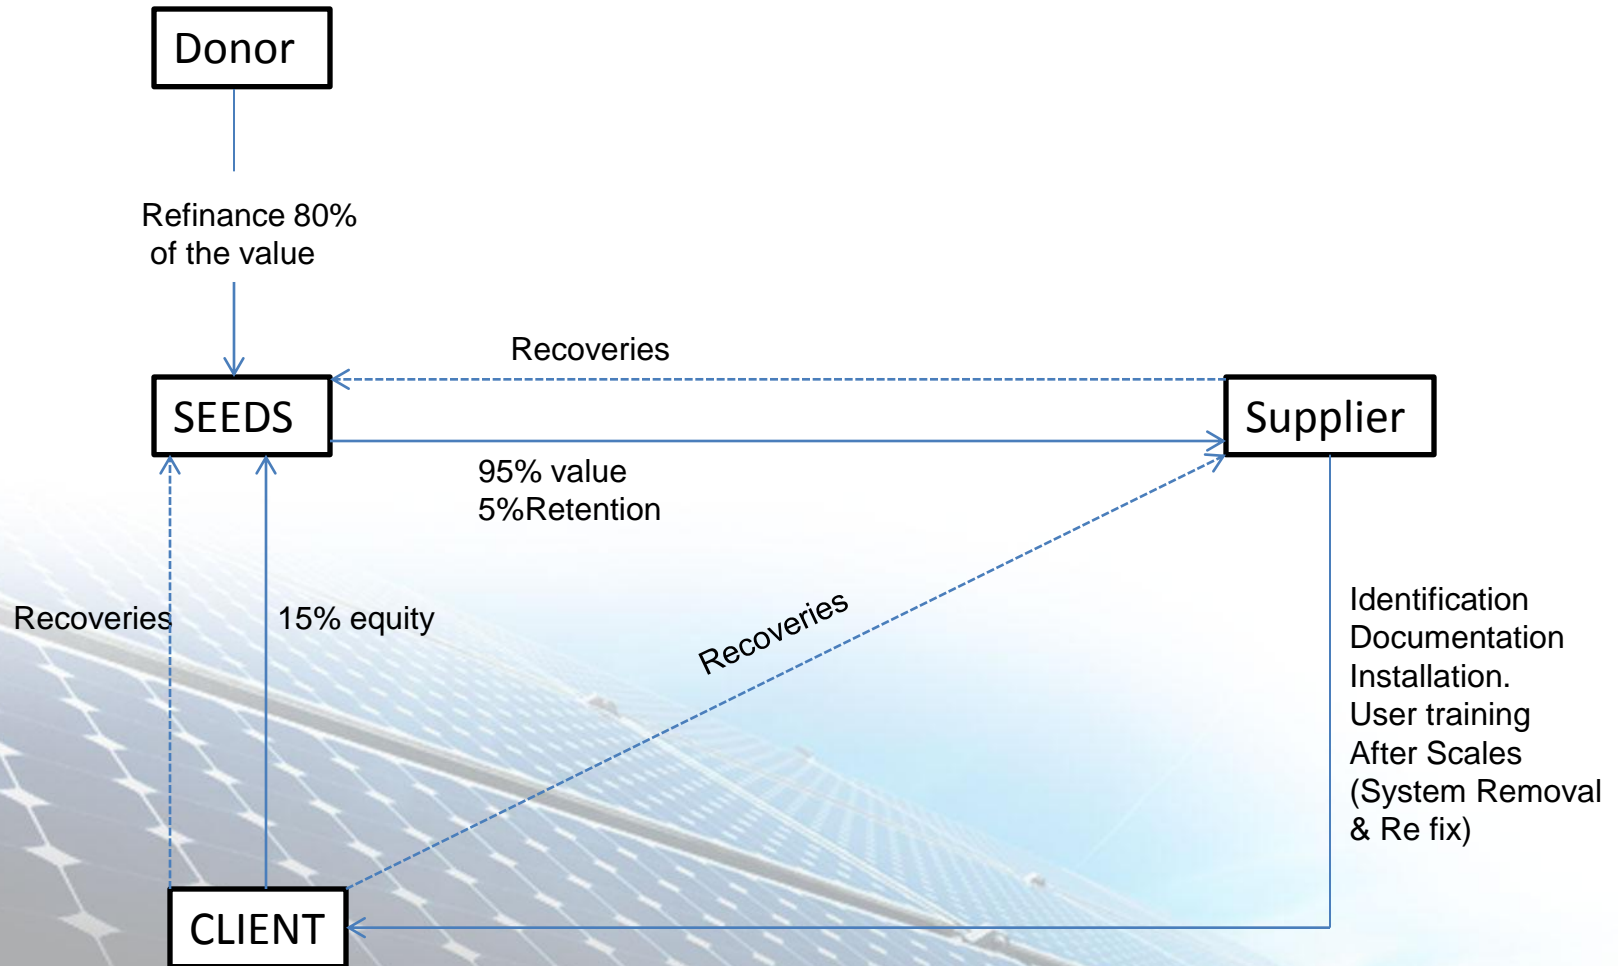 Donor
Refinance 80%
of the value
Recoveries
SEEDS
Supplier
95% value
5%Retention
Recoveries
15% equity
Recoveries
Identification
Documentation
Installation.
User training
After Scales
(System Removal
& Re fix)
CLIENT